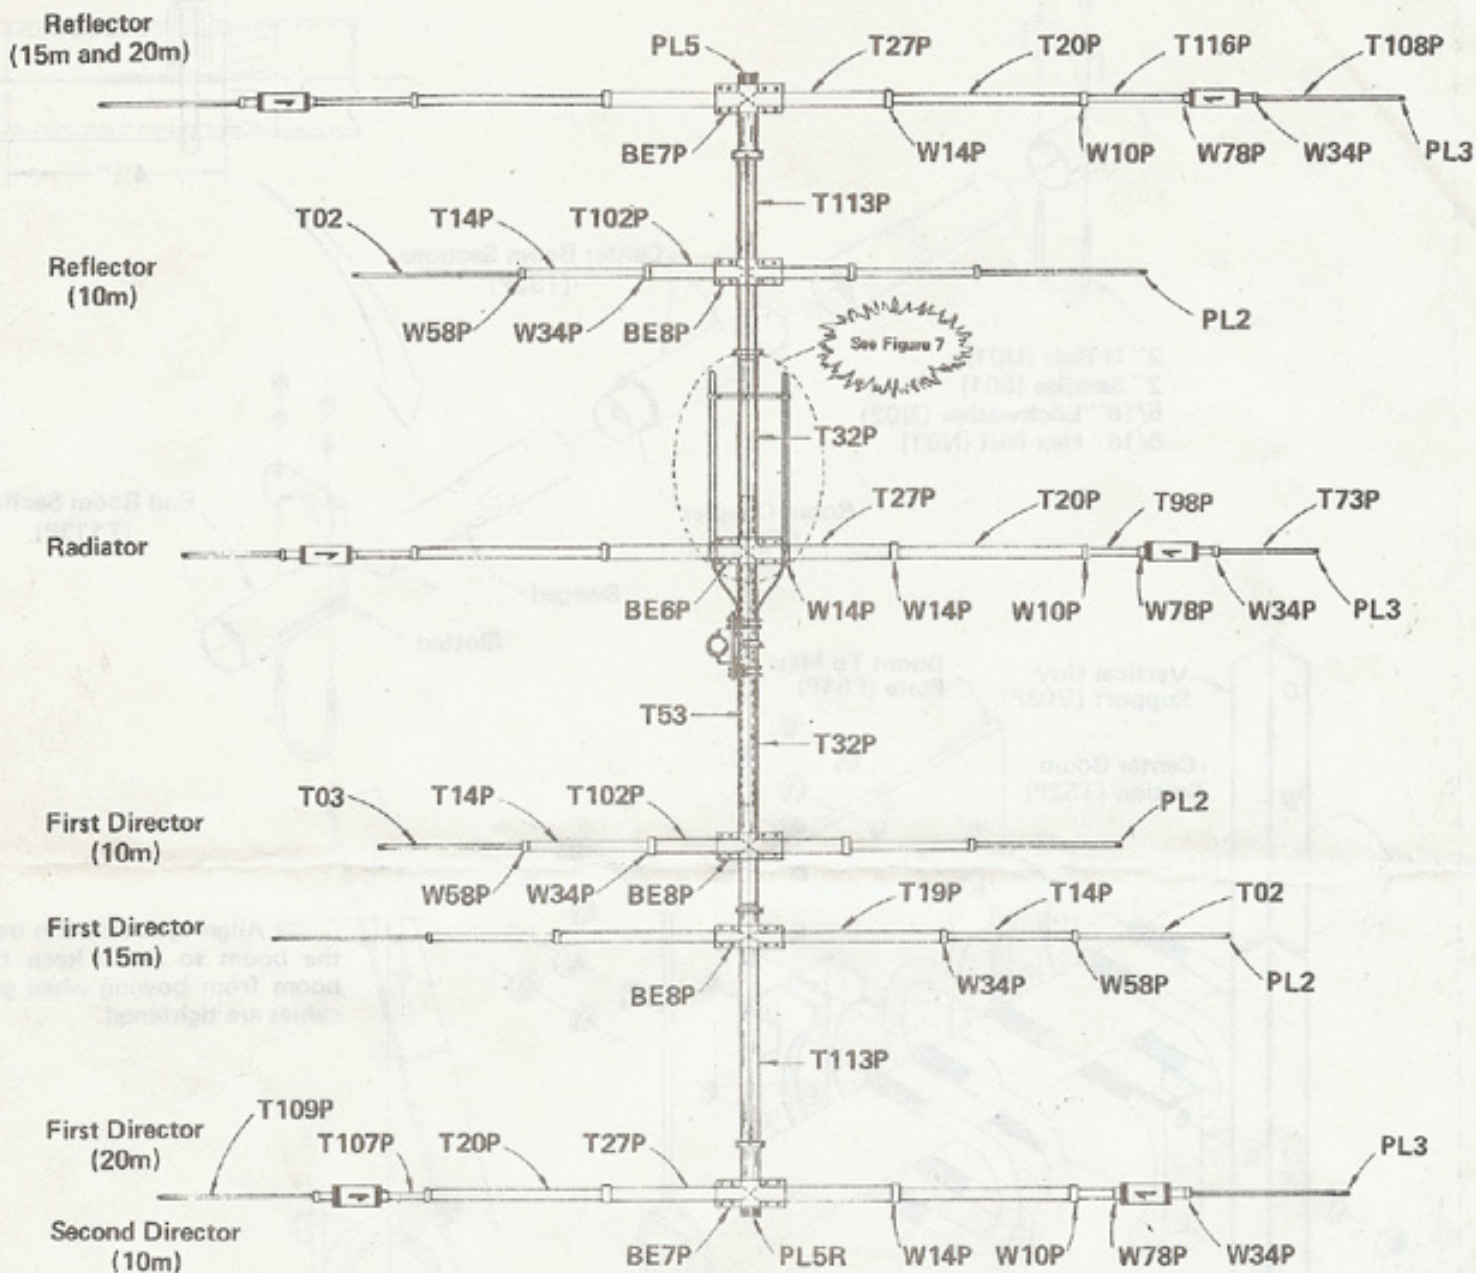 Reflector
(15m and 20m)
PL5
T27P
T20P
T116P
T108P
BE7P
W14P
W10P
W78P
W34P
PL3
T113P
Reflector
(10m)
T02
T14P
T102P
W58P
W34P
BE8P
PL2
See Figure 7
T32P
Radiator
T27P
T20P
T98P
T73P
BE6P
W14P
W14P
W10P
W78P
W34P
PL3
T53
T32P
First Director
(10m)
T03
T14P
T102P
PL2
W58P
W34P
BE8P
First Director
(15m)
T19P
T14P
T02
BE8P
W34P
W58P
PL2
T113P
First Director
(20m)
T109P
T107P
T20P
T27P
PL3
Second Director
(10m)
BE7P
PL5R
W14P
W10P
W78P
W34P